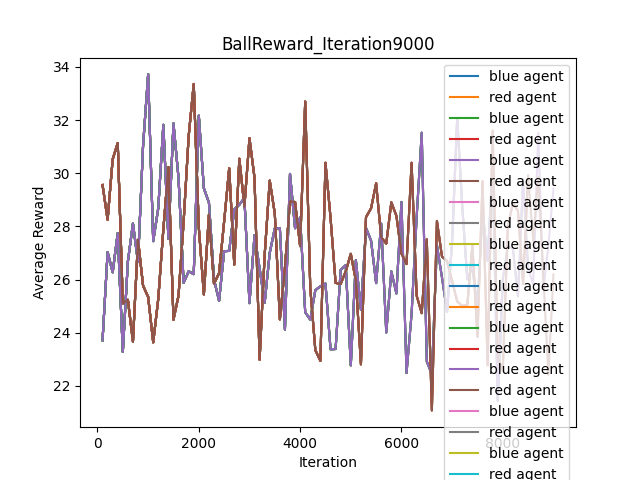 BallReward_Iteration9000
34
32
30
28
26
24
22
Average Reward
0
2000
4000
6000
8000
Iteration
blue agent
red agent
blue agent
red agent
blue agent
red agent
blue agent
red agent
blue agent
red agent
blue agent
red agent
blue agent
red agent
blue agent
red agent
blue agent
red agent
blue agent
red agent